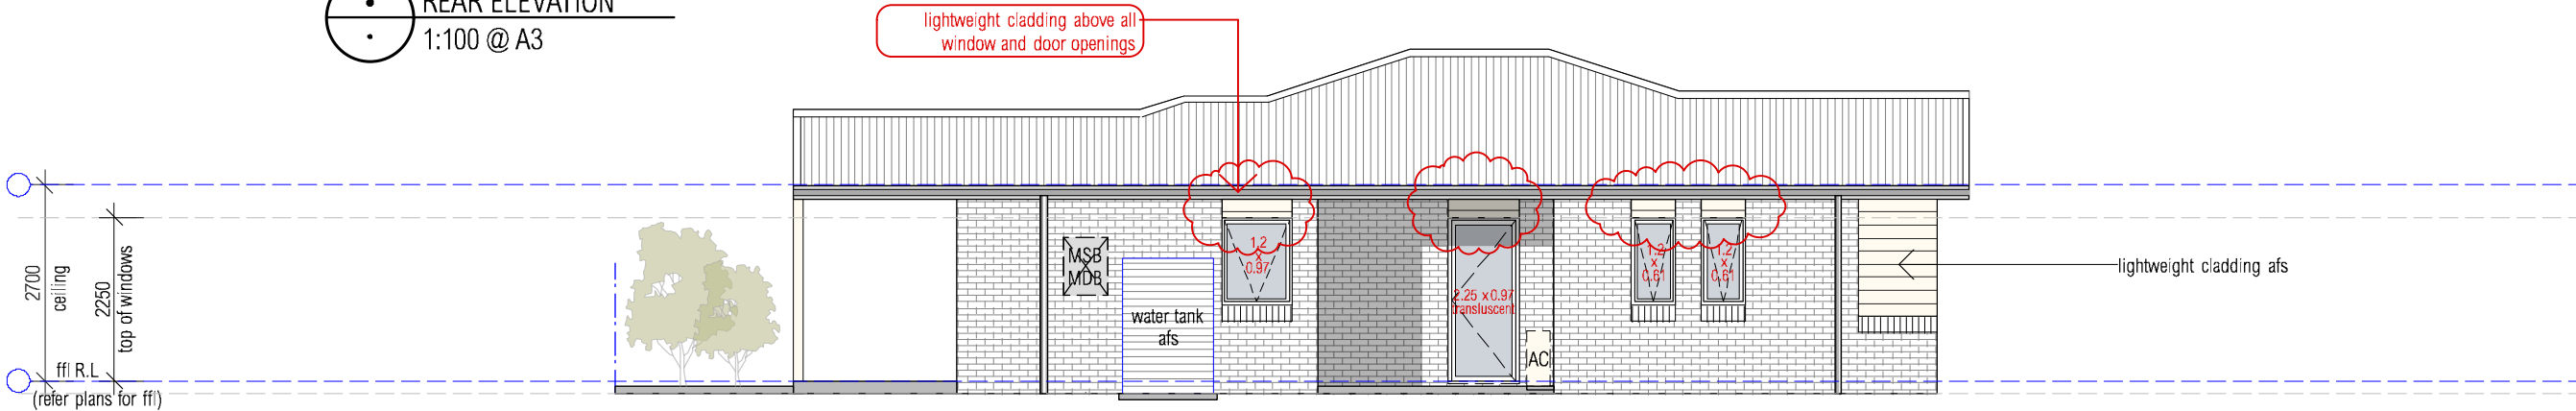 REAR ELEVATION
1:100 @ A3
lightweight cladding above all
window and door openings
2700
ceiling
2250
top of windows
ffl R.L
(refer plans for ffl)
MSB
MDB
water tank
afs
1.2
x
0.97
2.25 x 0.97
transluscent
AC
1.2
x
0.61
1.2
x
0.61
lightweight cladding afs